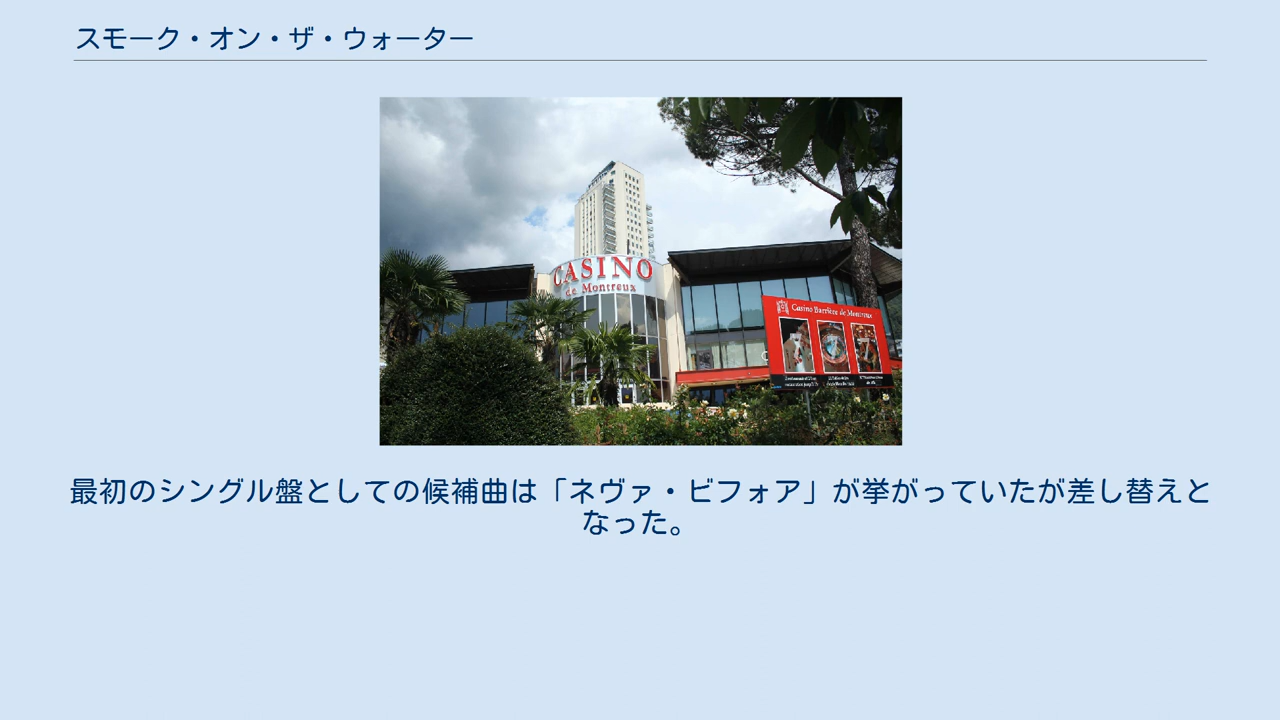 スモーク・オン・ザ・ウォーター
CASINO
de Montreux
Casino Barrière de Montreux
最初のシングル盤としての候補曲は「ネヴァ・ビフォア」が挙がっていたが差し替えと
なった。